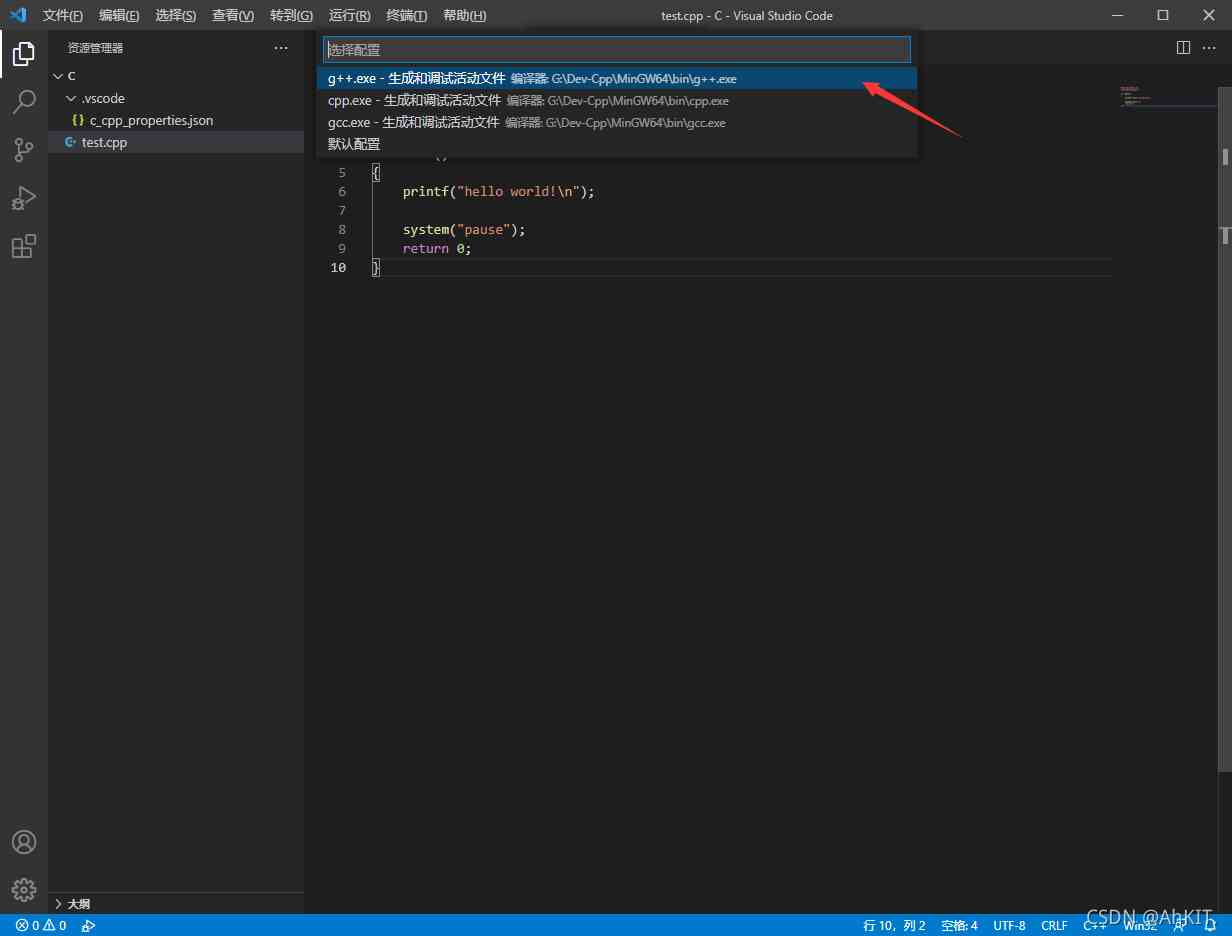 文件(F) 编辑(E) 选择(S) 查看(V) 转到(G) 运行(R) 终端(T) 帮助(H) test.cpp - C - Visual Studio Code
资源管理器
C
.vscode
{} c_cpp_properties.json
test.cpp
选择配置
g++.exe - 生成和调试活动文件 编译器: G:\Dev-Cpp\MinGW64\bin\g++.exe
cpp.exe - 生成和调试活动文件 编译器: G:\Dev-Cpp\MinGW64\bin\cpp.exe
gcc.exe - 生成和调试活动文件 编译器: G:\Dev-Cpp\MinGW64\bin\gcc.exe
默认配置
5 {
6 printf("hello world!\n");
7
8 system("pause");
9 return 0;
10 }
大纲
0 0 行 10，列 2 空格: 4 UTF-8 CRLF C++ Win32
CSDN @AhKIT